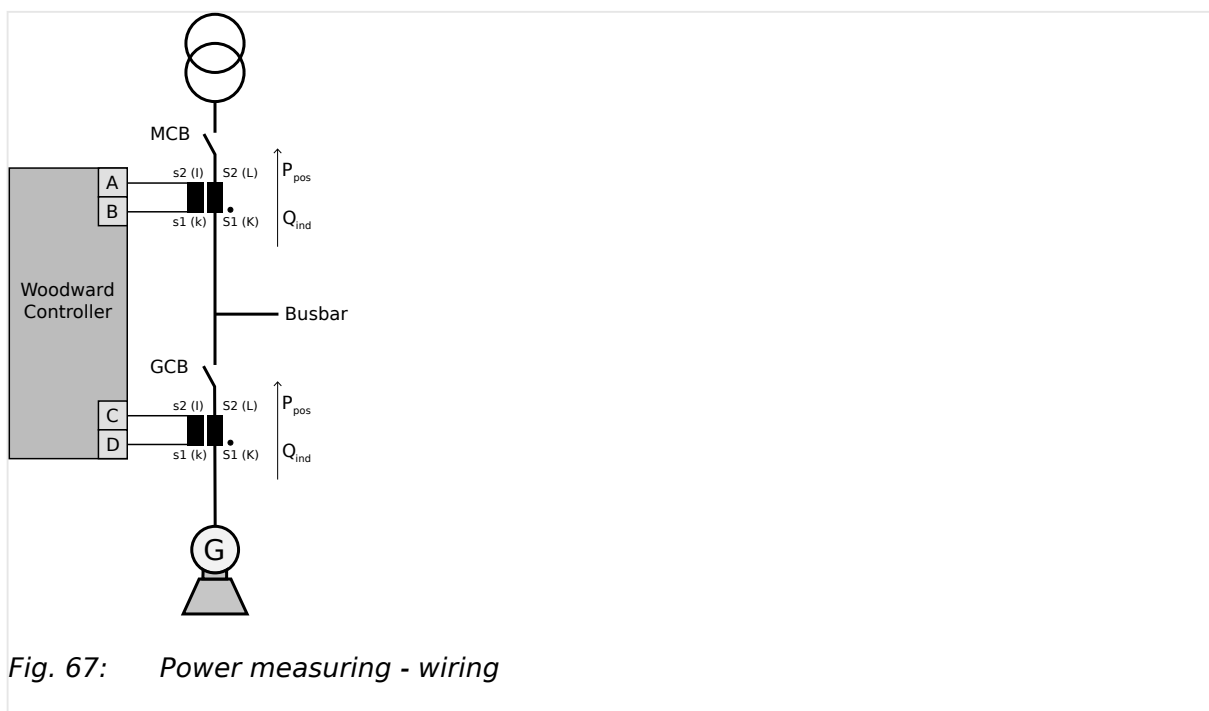 MCB
s2 (l) S2 (L)
P pos
A
B
s1 (k) S1 (K)
Q ind
Woodward
Controller
Busbar
GCB
s2 (l) S2 (L)
P pos
C
D
s1 (k) S1 (K)
Q ind
G
Fig. 67: Power measuring - wiring